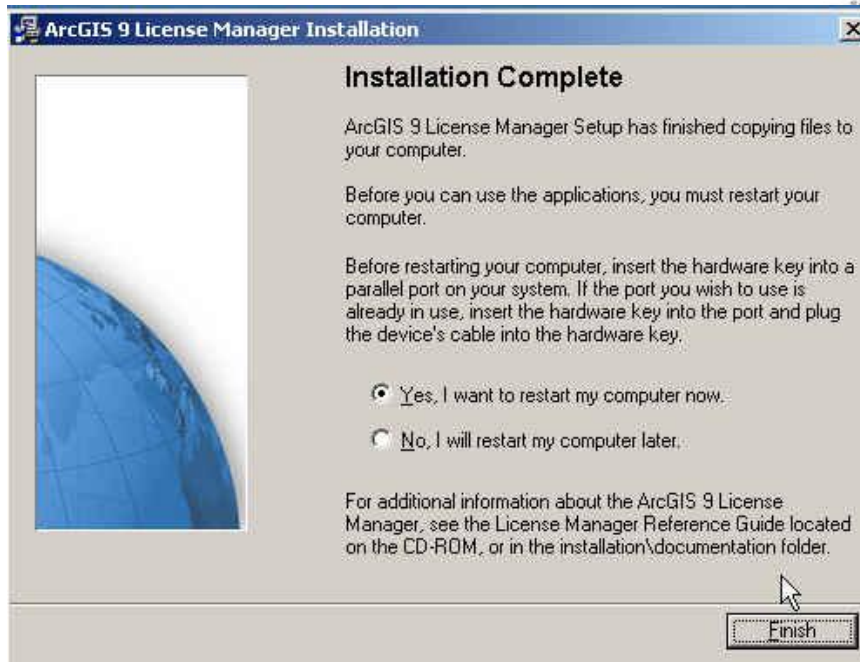 ArcGIS 9 License Manager Installation
Installation Complete
ArcGIS 9 License Manager Setup has finished copying files to
your computer.
Before you can use the applications, you must restart your
computer.
Before restarting your computer, insert the hardware key into a
parallel port on your system. If the port you wish to use is
already in use, insert the hardware key into the port and plug
the device's cable into the hardware key.
Yes, I want to restart my computer now.
No, I will restart my computer later.
For additional information about the ArcGIS 9 License
Manager, see the License Manager Reference Guide located
on the CD-ROM, or in the installation\documentation folder.
Finish